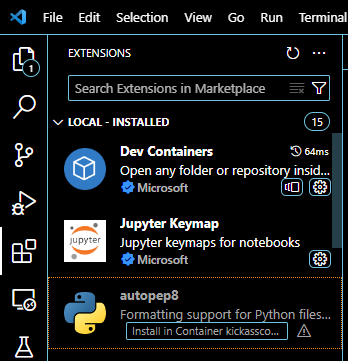 File Edit Selection View Go Run Terminal
1
EXTENSIONS
Search Extensions in Marketplace
LOCAL - INSTALLED 15
Dev Containers 64ms
Open any folder or repository insid...
Microsoft
jupyter
Jupyter Keymap
Jupyter keymaps for notebooks
Microsoft
autopep8
Formatting support for Python files...
Install in Container kickassco...